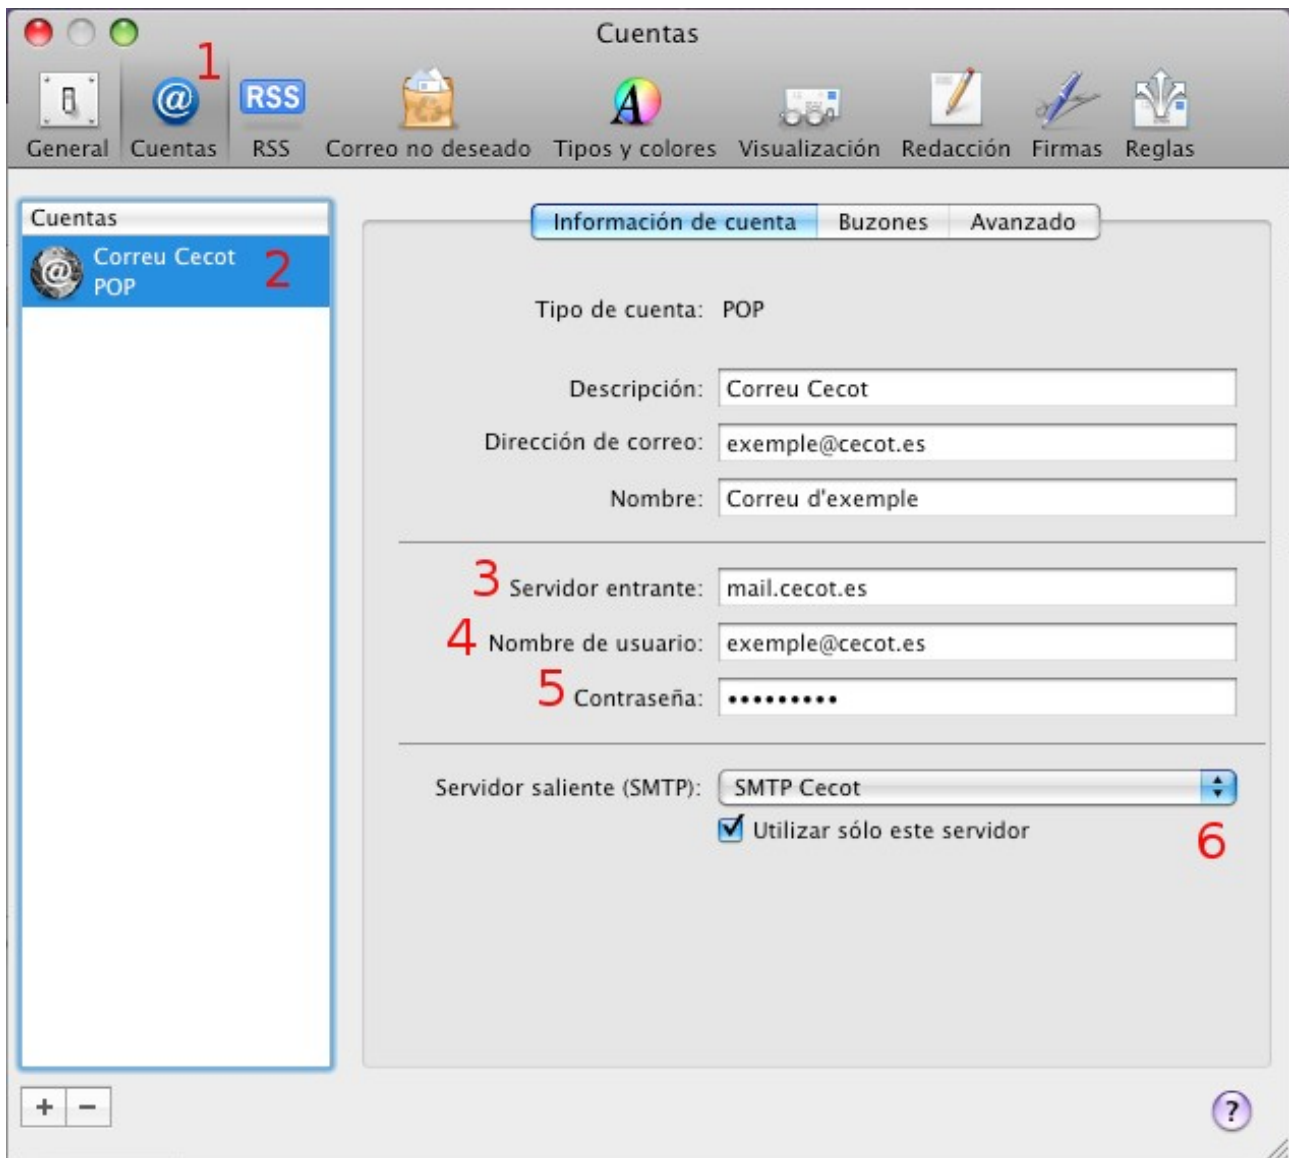 Cuentas
1
RSS
General Cuentas RSS Correo no deseado Tipos y colores Visualización Redacción Firmas Reglas
Cuentas
Correu Cecot 2
POP
Información de cuenta Buzones Avanzado
Tipo de cuenta: POP
Descripción: Correu Cecot
Dirección de correo: exemple@cecot.es
Nombre: Correu d'exemple
3 Servidor entrante: mail.cecot.es
4 Nombre de usuario: exemple@cecot.es
5 Contraseña: •••••••••
Servidor saliente (SMTP): SMTP Cecot
Utilizar sólo este servidor 6
+ − ?